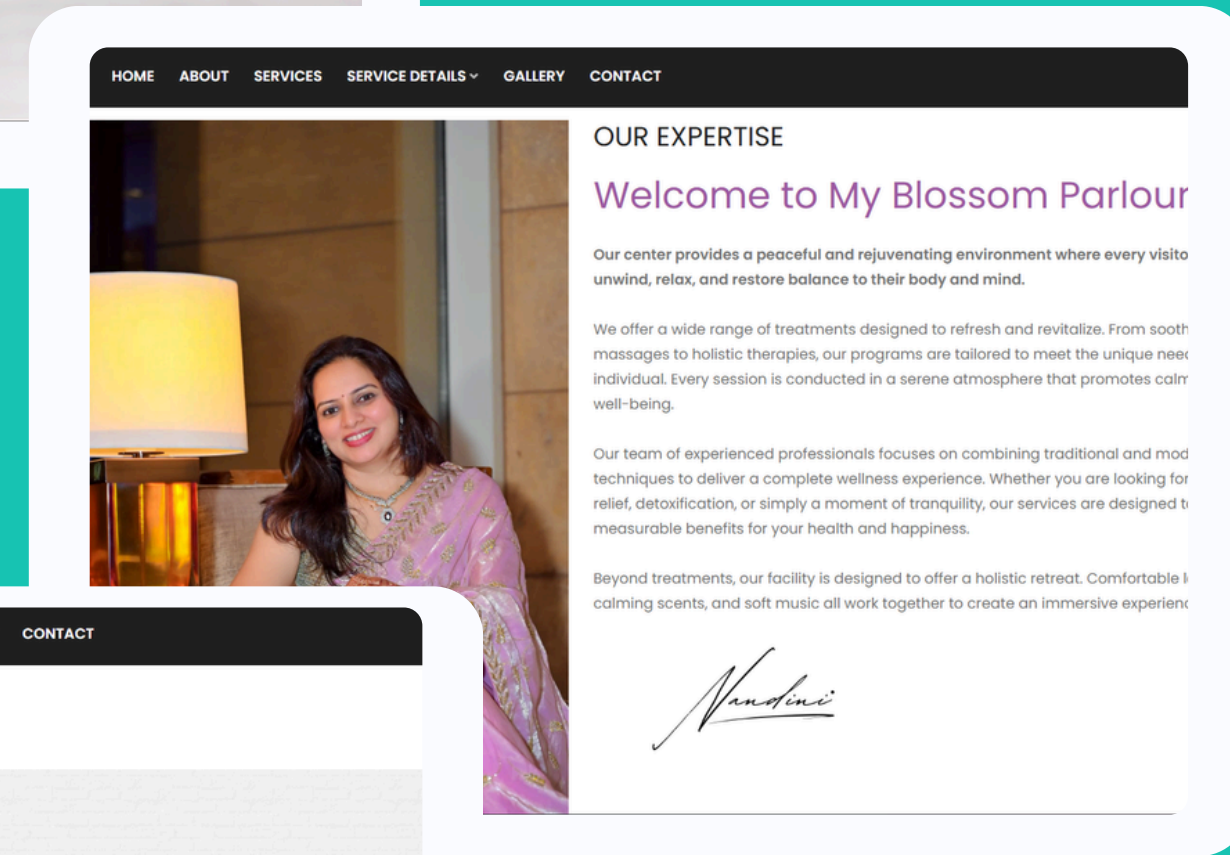 HOME ABOUT SERVICES SERVICE DETAILS GALLERY CONTACT
OUR EXPERTISE
Welcome to My Blossom Parlour
Our center provides a peaceful and rejuvenating environment where every visito
unwind, relax, and restore balance to their body and mind.
We offer a wide range of treatments designed to refresh and revitalize. From sooth
massages to holistic therapies, our programs are tailored to meet the unique need
individual. Every session is conducted in a serene atmosphere that promotes calm
well-being.
Our team of experienced professionals focuses on combining traditional and mod
techniques to deliver a complete wellness experience. Whether you are looking for
relief, detoxification, or simply a moment of tranquility, our services are designed to
measurable benefits for your health and happiness.
Beyond treatments, our facility is designed to offer a holistic retreat. Comfortable l
calming scents, and soft music all work together to create an immersive experienc
Nandini
CONTACT